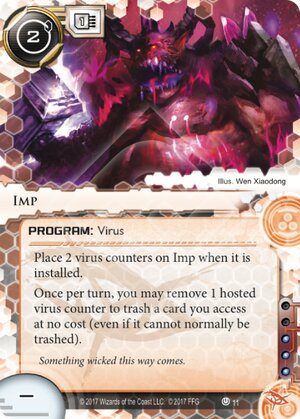 2
1
Illus. Wen Xiaodong
Imp
PROGRAM: Virus
Place 2 virus counters on Imp when it is
installed.
Once per turn, you may remove 1 hosted
virus counter to trash a card you access
at no cost (even if it cannot normally be
trashed).
Something wicked this way comes.
–
© 2017 Wizards of the Coast LLC. © 2017 FFG
11